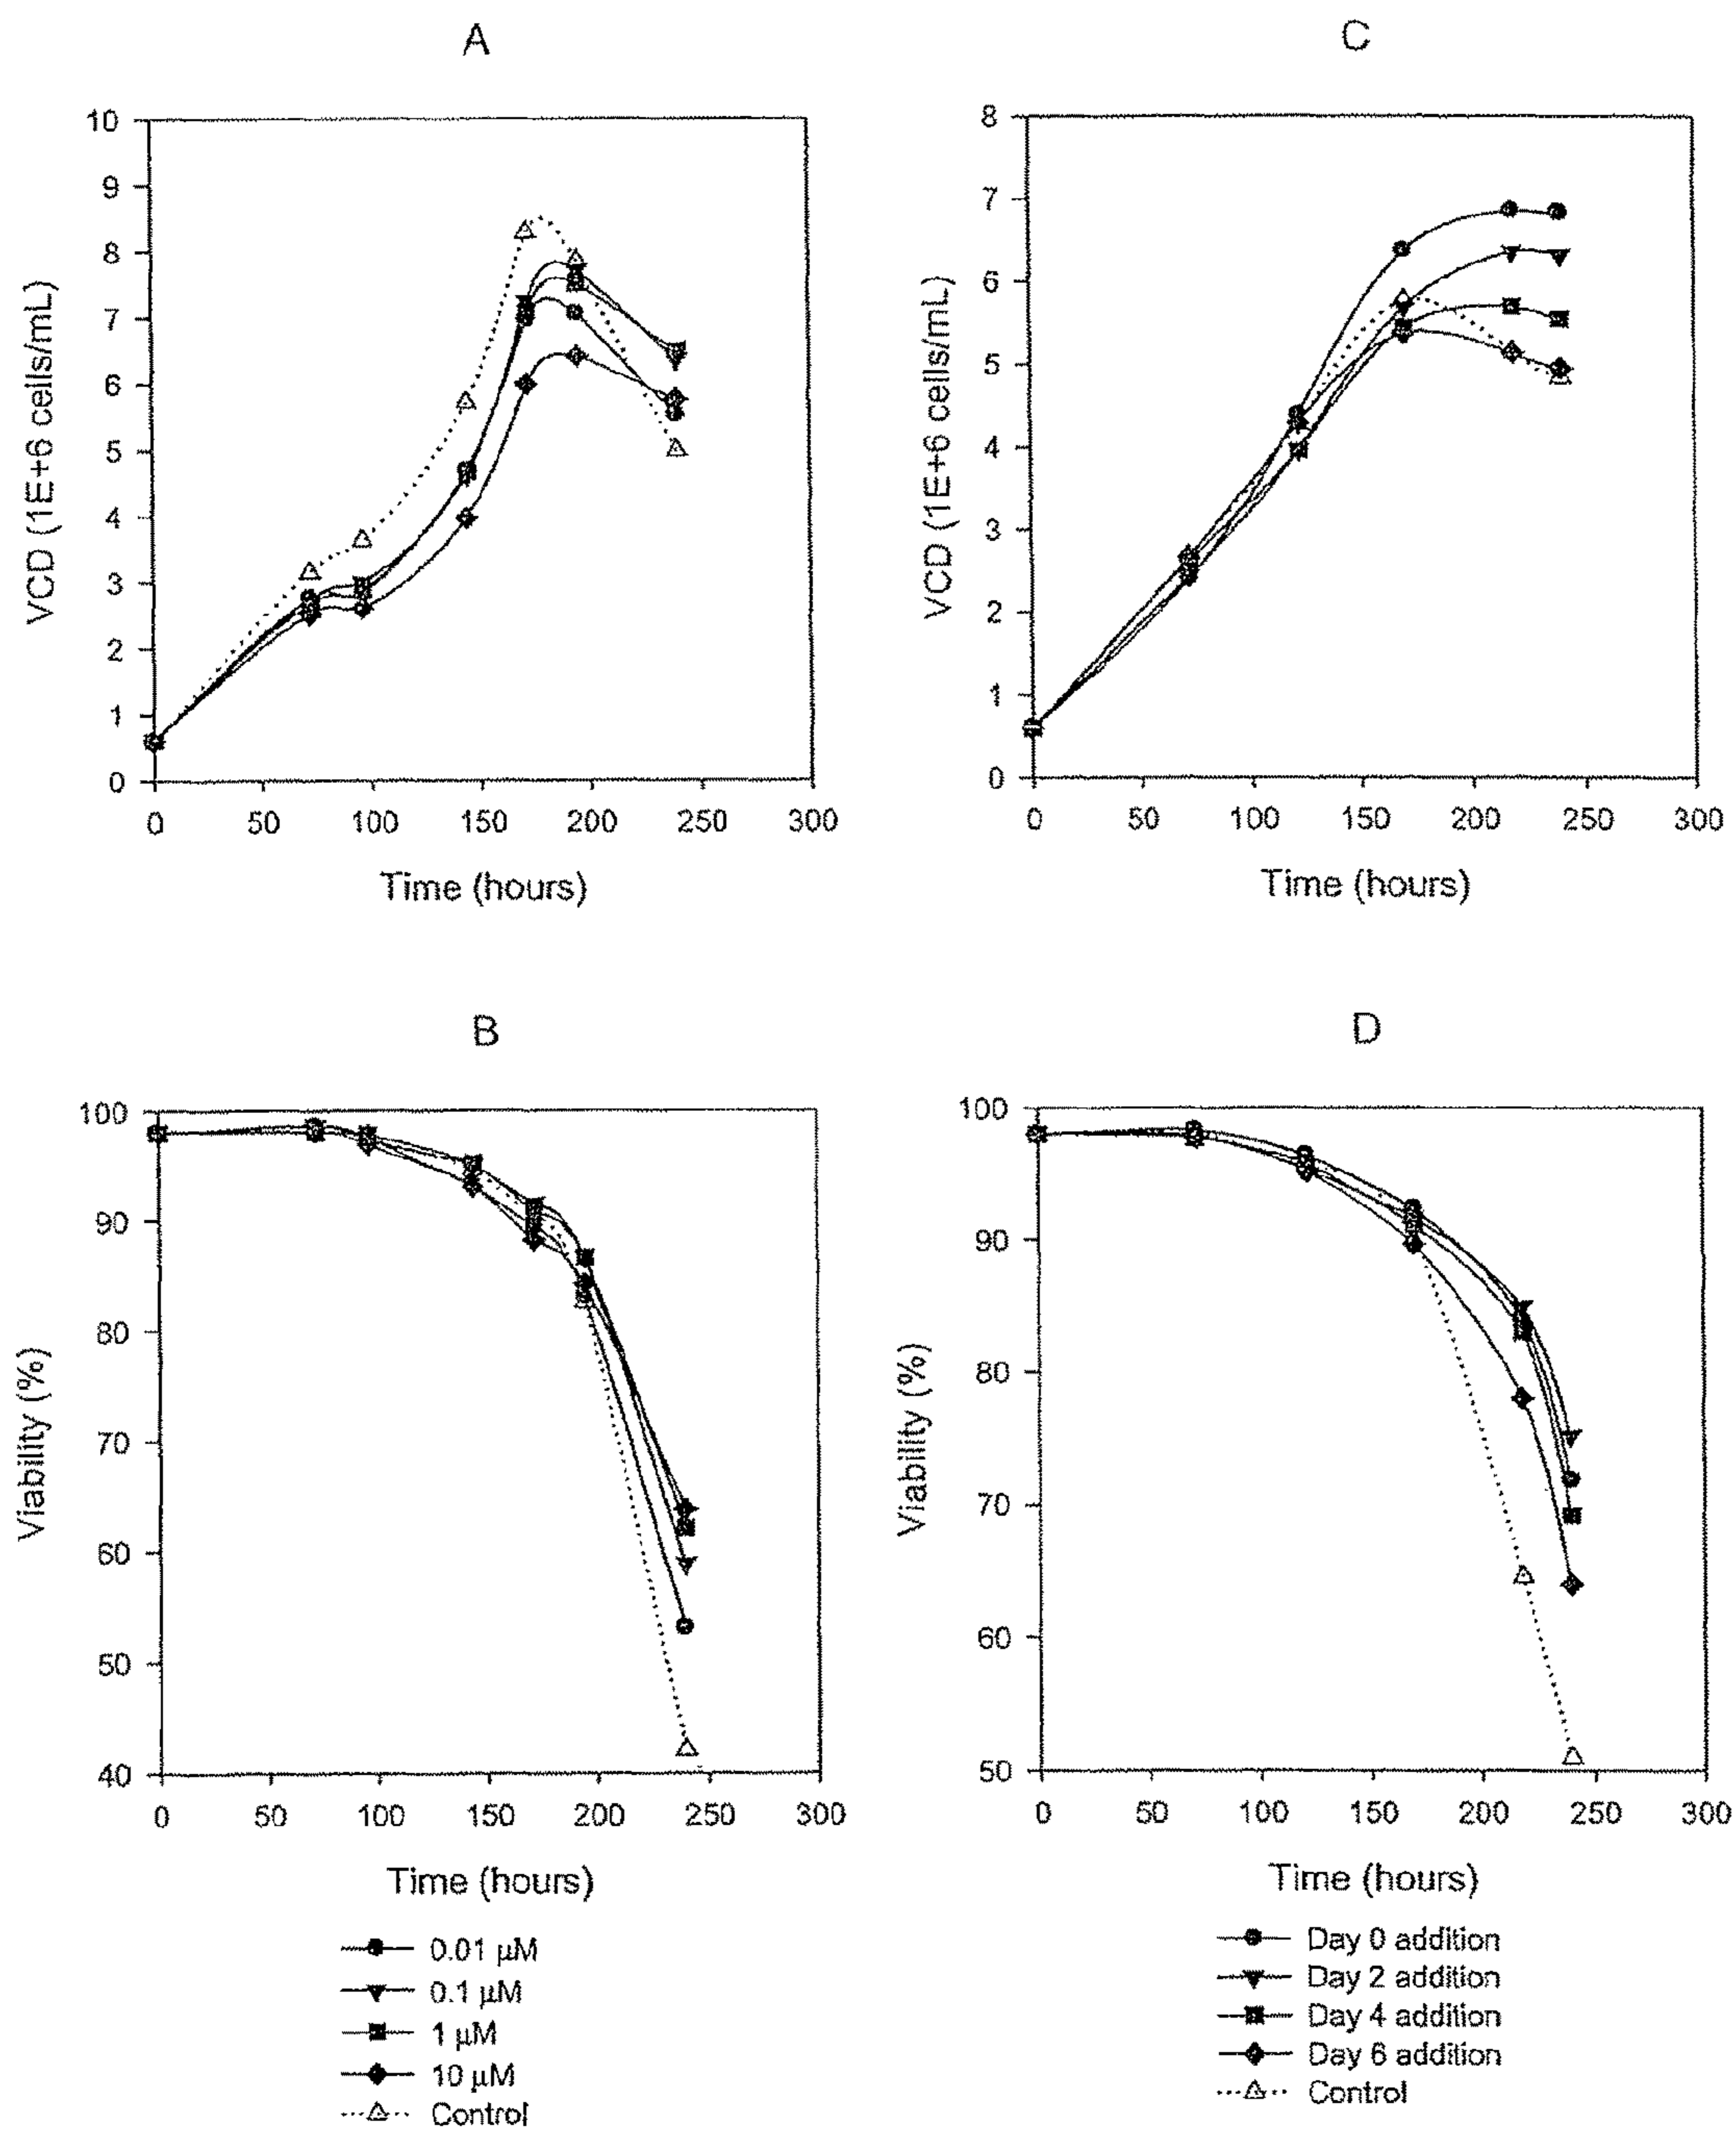 A
10
9
8
7
6
5
4
3
2
1
0
VCD (1E+6 cells/mL)
0 50 100 150 200 250 300
Time (hours)
C
8
7
6
5
4
3
2
1
0
VCD (1E+6 cells/mL)
0 50 100 150 200 250 300
Time (hours)
B
100
90
80
70
60
50
40
Viability (%)
0 50 100 150 200 250 300
Time (hours)
0.01 µM
0.1 µM
1 µM
10 µM
Control
D
100
90
80
70
60
50
Viability (%)
0 50 100 150 200 250 300
Time (hours)
Day 0 addition
Day 2 addition
Day 4 addition
Day 6 addition
Control